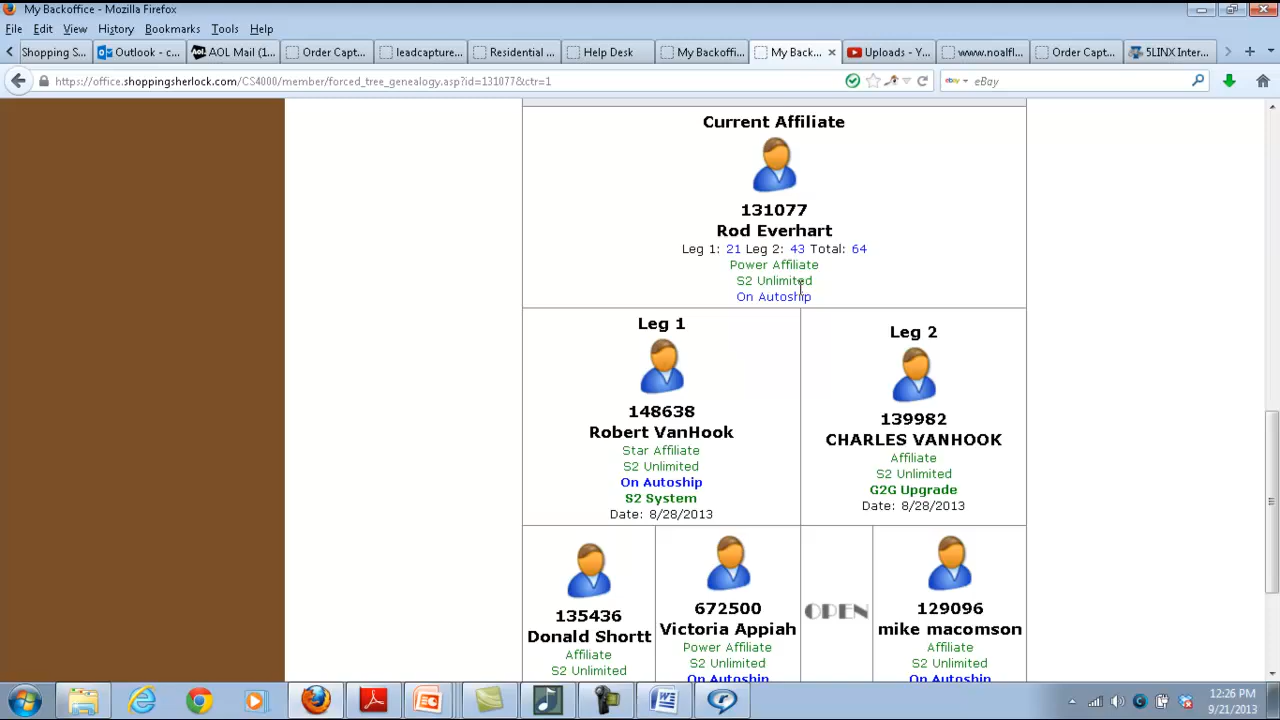 My Backoffice - Mozilla Firefox
File Edit View History Bookmarks Tools Help
Shopping S... Outlook - c... AOL Mail (1... Order Capt... leadcapture... Residential ... Help Desk My Backoffi... My Back... Uploads - Y... www.noalfl... Order Capt... 5LINX Inter...
https://office.shoppingsherlock.com/CS4000/member/forced_tree_genealogy.asp?id=131077&ctr=1
eBay
Current Affiliate
131077
Rod Everhart
Leg 1: 21 Leg 2: 43 Total: 64
Power Affiliate
S2 Unlimited
On Autoship
Leg 1
148638
Robert VanHook
Star Affiliate
S2 Unlimited
On Autoship
S2 System
Date: 8/28/2013
Leg 2
139982
CHARLES VANHOOK
Affiliate
S2 Unlimited
G2G Upgrade
Date: 8/28/2013
135436
Donald Shortt
Affiliate
S2 Unlimited
672500
Victoria Appiah
Power Affiliate
S2 Unlimited
On Autoship
OPEN
129096
mike macomson
Affiliate
S2 Unlimited
On Autoship
12:26 PM
9/21/2013